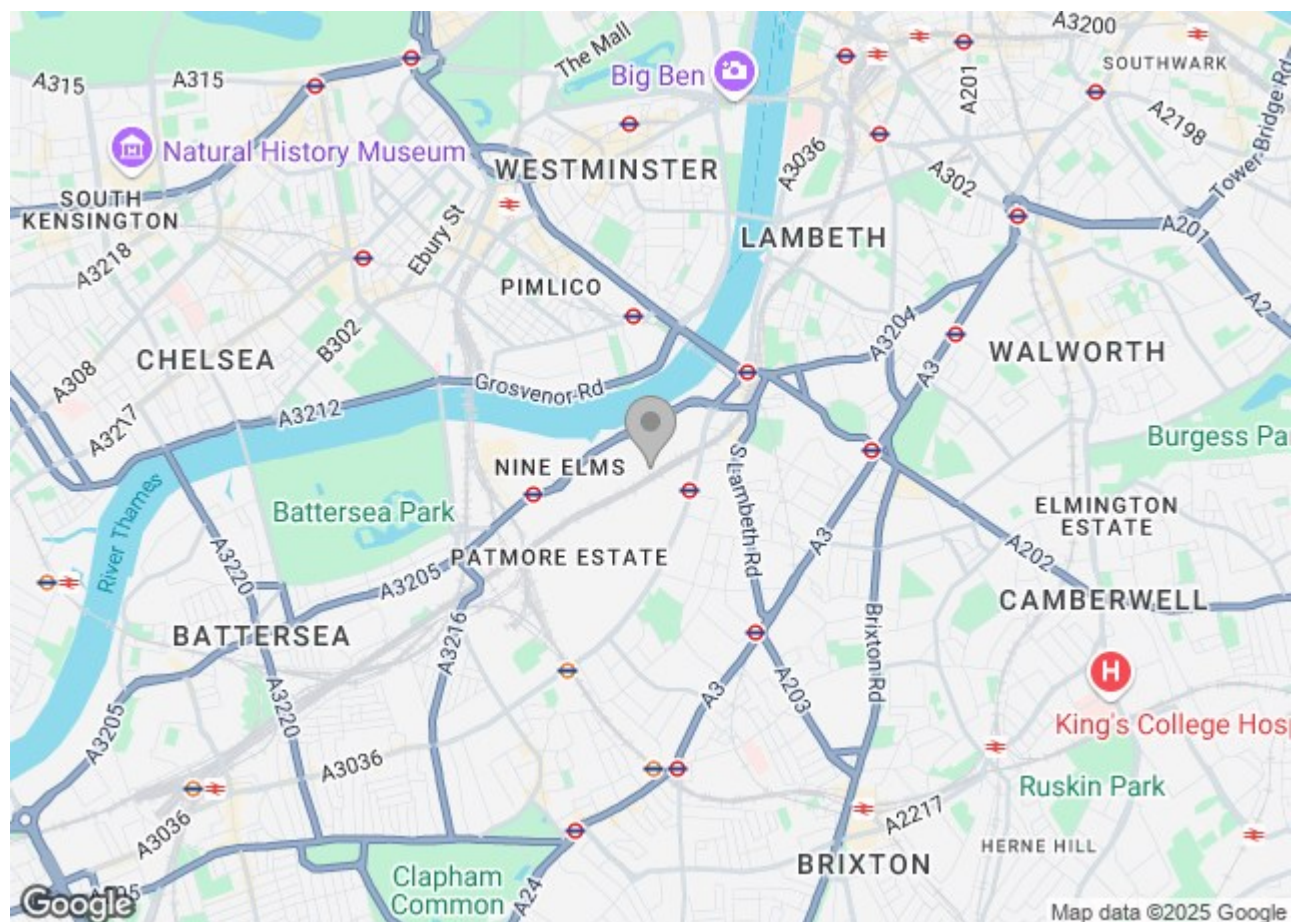 A3200
The Mall
SOUTHWARK
A315
A315
Big Ben
A201
A2198
Tower Bridge Rd
Natural History Museum
WESTMINSTER
A3036
A302
SOUTH
KENSINGTON
Ebury St
LAMBETH
A201
A3218
PIMLICO
A2
B302
A3204
CHELSEA
WALWORTH
A308
A3
Grosvenor Rd
A3217
A3212
Burgess Par
NINE ELMS
S Lambeth Rd
River Thames
Battersea Park
ELMINGTON
ESTATE
A3
A202
PATMORE ESTATE
A3220
A3205
CAMBERWELL
BATTERSEA
A3216
Brixton Rd
H
A3
A203
King's College Hosp
A3205
A3220
A3036
Ruskin Park
A3036
A2217
HERNE HILL
BRIXTON
Clapham
Common
A24
Google
Map data ©2025 Google